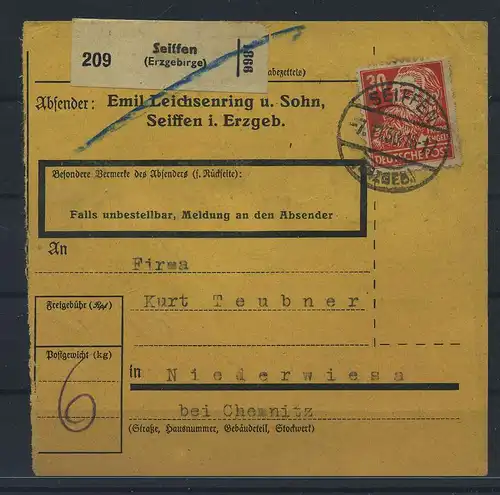 209
Seiffen
(Erzgebirge)
1866
Absender: Emil Leichsenring u. Sohn,
Seiffen i. Erzgeb.
30
SEIFFEN
DEUTSCHE POST
(ERZGEB.)
Besondere Vermerke des Absenders (s. Rückseite):
Falls unbestellbar, Meldung an den Absender
An
Firma
Kurt Teubner
Freigebühr (Rpf)
Postgewicht (kg)
6
in Niederwiesa
bei Chemnitz
(Straße, Hausnummer, Gebäudeteil, Stockwerk)